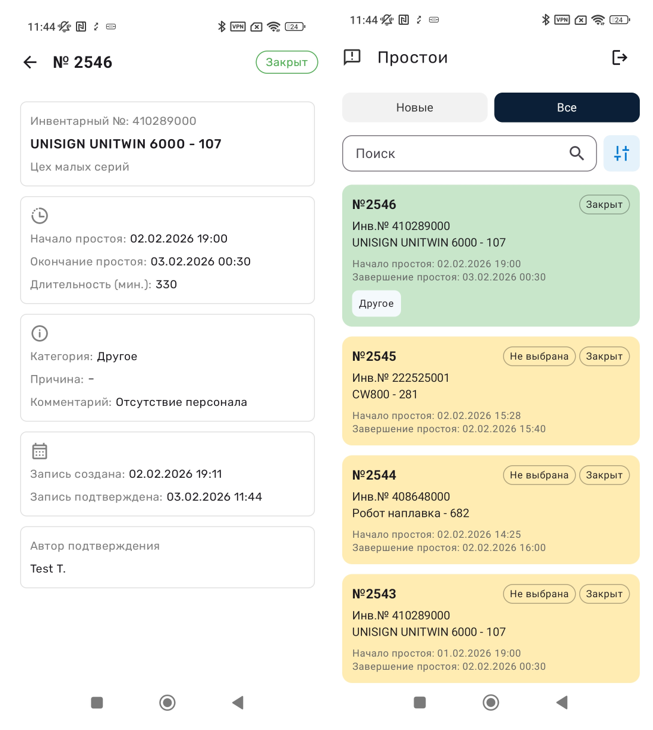 11:44
VPN
24
№ 2546
Закрыт
Инвентарный №: 410289000
UNISIGN UNITWIN 6000 - 107
Цех малых серий
Начало простоя: 02.02.2026 19:00
Окончание простоя: 03.02.2026 00:30
Длительность (мин.): 330
Категория: Другое
Причина: –
Комментарий: Отсутствие персонала
Запись создана: 02.02.2026 19:11
Запись подтверждена: 03.02.2026 11:44
Автор подтверждения
Test T.
11:44
VPN
24
Простои
Новые
Все
Поиск
№2546
Закрыт
Инв.№ 410289000
UNISIGN UNITWIN 6000 - 107
Начало простоя: 02.02.2026 19:00
Завершение простоя: 03.02.2026 00:30
Другое
№2545
Не выбрана
Закрыт
Инв.№ 222525001
CW800 - 281
Начало простоя: 02.02.2026 15:28
Завершение простоя: 02.02.2026 15:40
№2544
Не выбрана
Закрыт
Инв.№ 408648000
Робот наплавка - 682
Начало простоя: 02.02.2026 14:25
Завершение простоя: 02.02.2026 16:00
№2543
Не выбрана
Закрыт
Инв.№ 410289000
UNISIGN UNITWIN 6000 - 107
Начало простоя: 01.02.2026 19:00
Завершение простоя: 02.02.2026 00:30